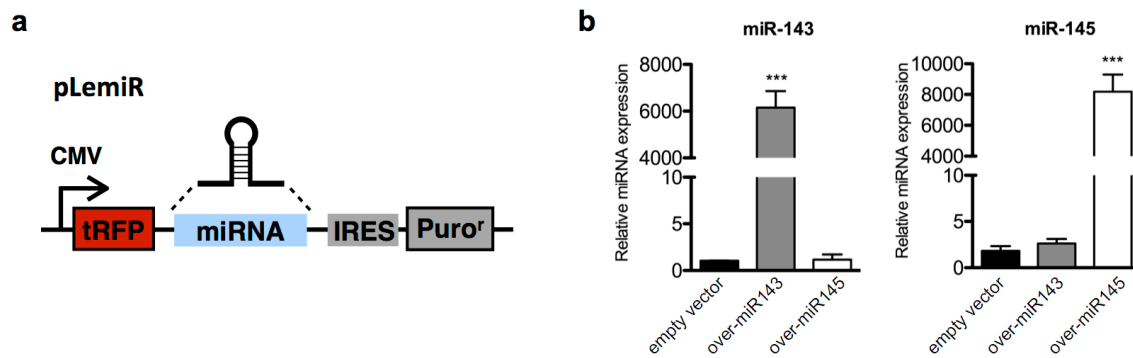 a
pLemiR
CMV
tRFP
miRNA
IRES
Puroʳ
b
miR-143
Relative miRNA expression
8000
6000
4000
10
5
0
***
empty vector
over-miR143
over-miR145
miR-145
Relative miRNA expression
10000
8000
6000
4000
10
5
0
***
empty vector
over-miR143
over-miR145